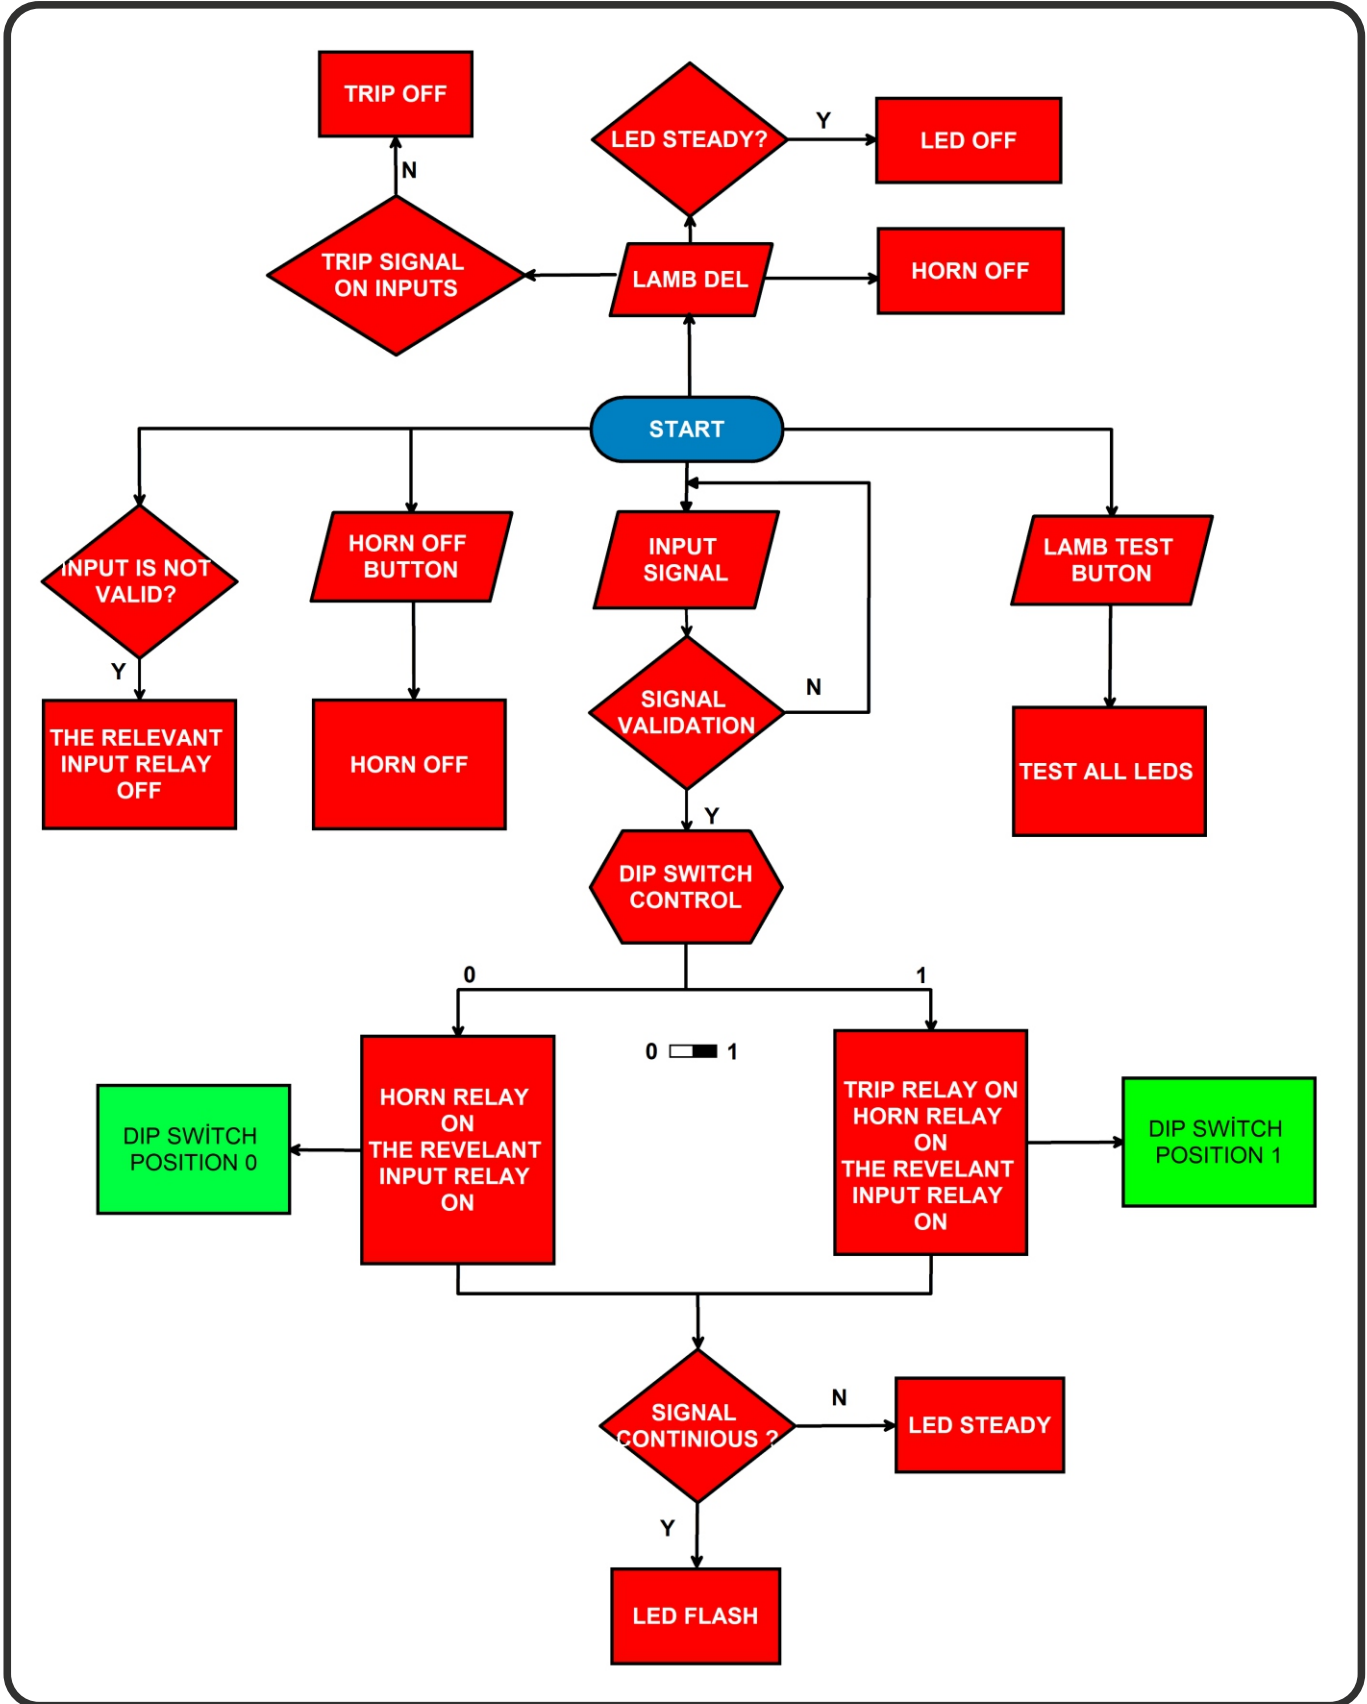 TRIP OFF
LED STEADY?
Y
LED OFF
N
TRIP SIGNAL
ON INPUTS
LAMB DEL
HORN OFF
START
INPUT IS NOT
VALID?
HORN OFF
BUTTON
INPUT
SIGNAL
LAMB TEST
BUTON
Y
N
THE RELEVANT
INPUT RELAY
OFF
HORN OFF
SIGNAL
VALIDATION
TEST ALL LEDS
Y
DIP SWITCH
CONTROL
0
1
0 1
HORN RELAY
ON
THE REVELANT
INPUT RELAY
ON
TRIP RELAY ON
HORN RELAY
ON
THE REVELANT
INPUT RELAY
ON
DIP SWİTCH
POSITION 0
DIP SWİTCH
POSITION 1
SIGNAL
CONTINIOUS ?
N
LED STEADY
Y
LED FLASH